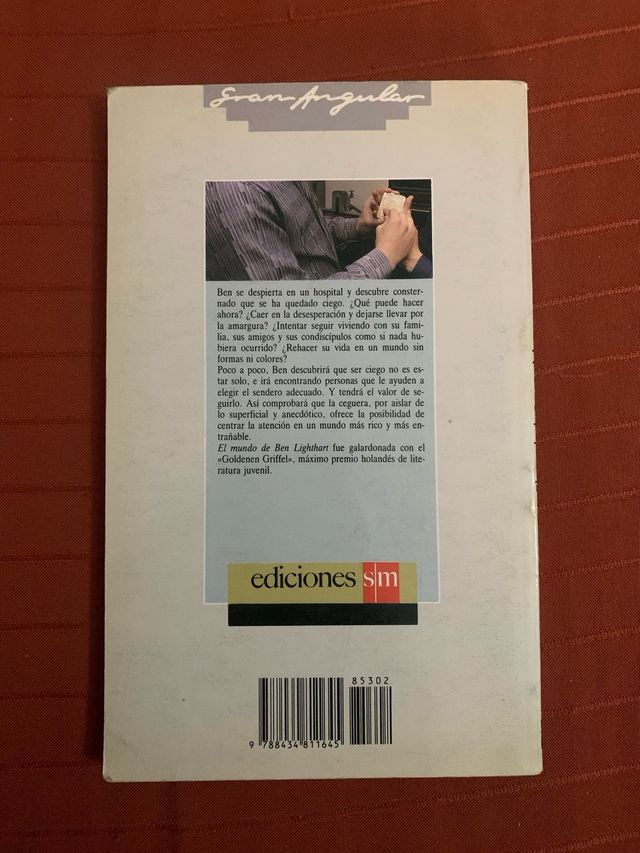 Gran Angular
Ben se despierta en un hospital y descubre conster-
nado que se ha quedado ciego. ¿Qué puede hacer
ahora? ¿Caer en la desesperación y dejarse llevar por
la amargura? ¿Intentar seguir viviendo con su fami-
lia, sus amigos y sus condiscípulos como si nada hu-
biera ocurrido? ¿Rehacer su vida en un mundo sin
formas ni colores?
Poco a poco, Ben descubrirá que ser ciego no es es-
tar solo, e irá encontrando personas que le ayuden a
elegir el sendero adecuado. Y tendrá el valor de se-
guirlo. Así comprobará que la ceguera, por aislar de
lo superficial y anecdótico, ofrece la posibilidad de
centrar la atención en un mundo más rico y más en-
trañable.
El mundo de Ben Lighthart fue galardonada con el
«Goldenen Griffel», máximo premio holandés de lite-
ratura juvenil.
ediciones s|m
85302
9 788434 811645